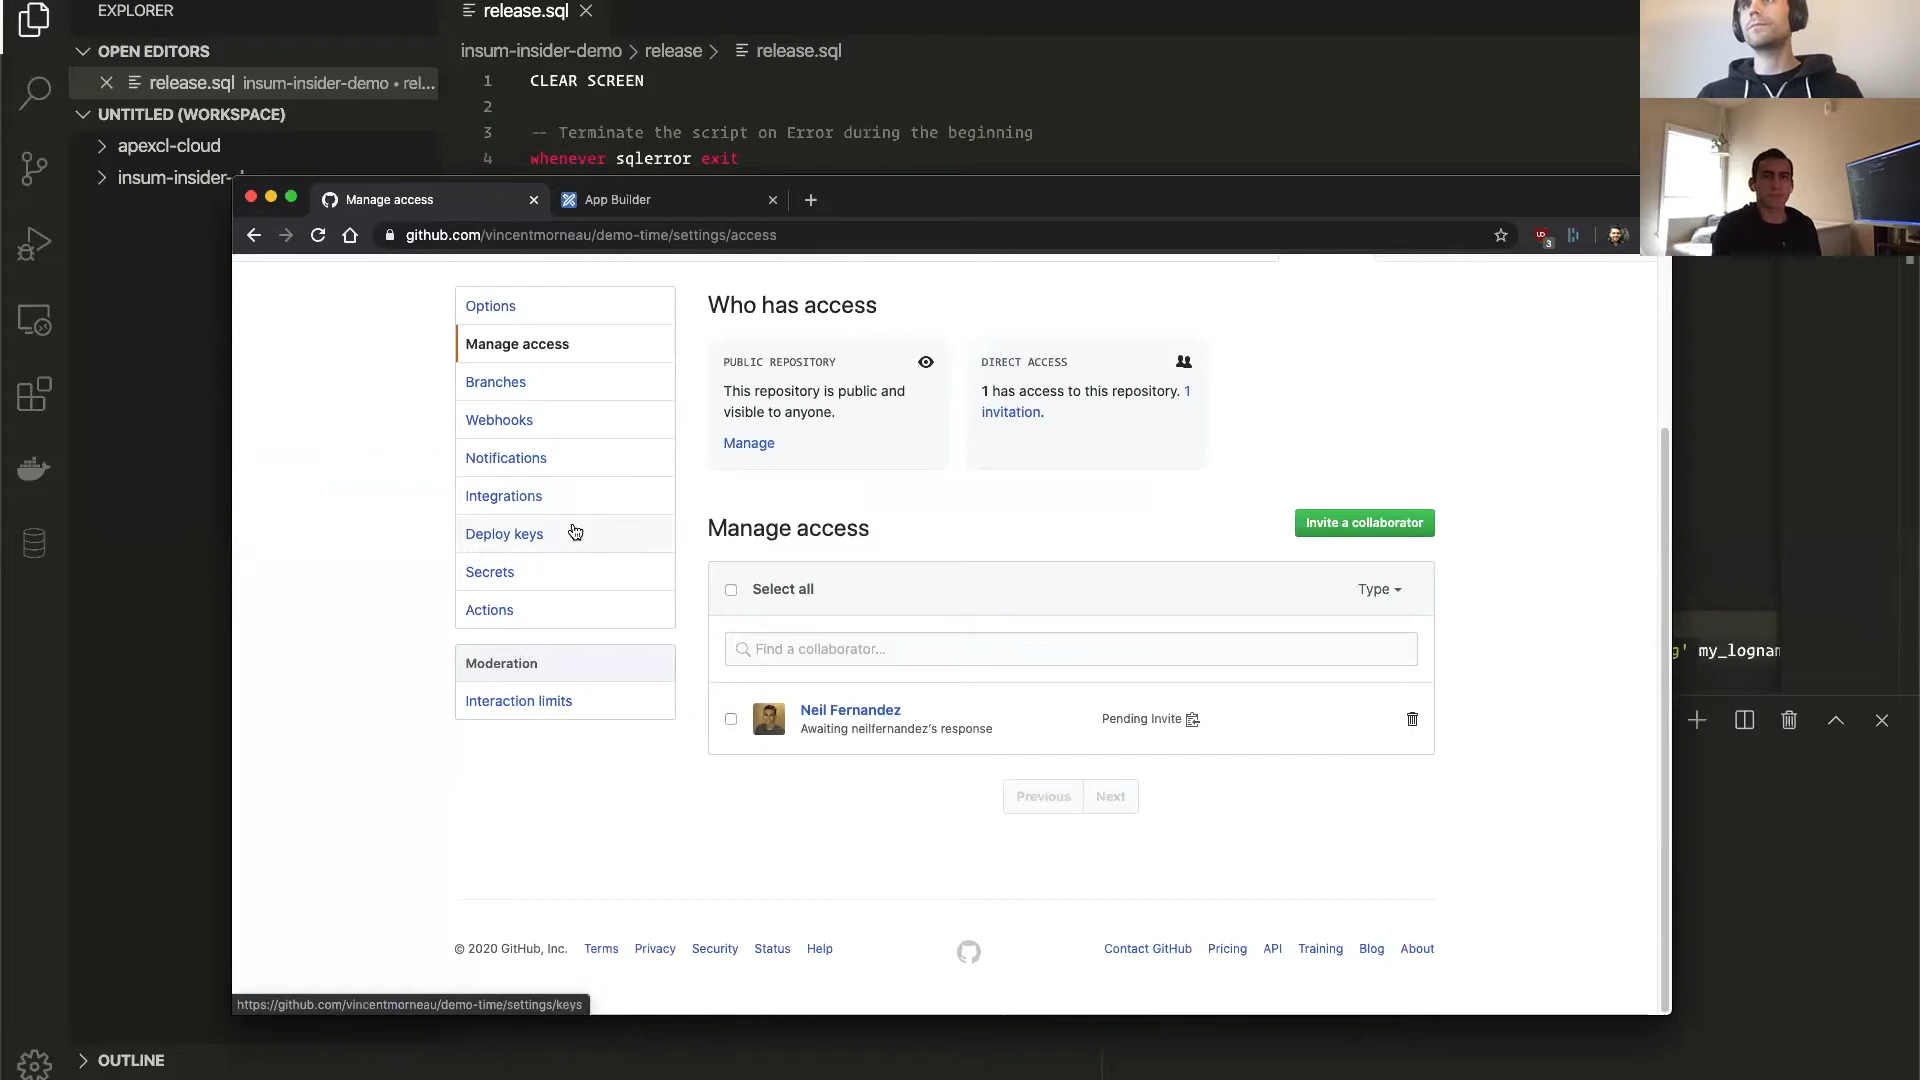 EXPLORER
release.sql
OPEN EDITORS
release.sql insum-insider-demo • rel...
UNTITLED (WORKSPACE)
apexcl-cloud
insum-insider-
insum-insider-demo > release > release.sql
1 CLEAR SCREEN
2
3 -- Terminate the script on Error during the beginning
4 whenever sqlerror exit
Manage access
App Builder
github.com/vincentmorneau/demo-time/settings/access
3
Options
Manage access
Branches
Webhooks
Notifications
Integrations
Deploy keys
Secrets
Actions
Moderation
Interaction limits
Who has access
PUBLIC REPOSITORY
This repository is public and
visible to anyone.
Manage
DIRECT ACCESS
1 has access to this repository. 1
invitation.
Manage access
Invite a collaborator
Select all
Type
Find a collaborator...
Neil Fernandez
Awaiting neilfernandez's response
Pending Invite
Previous Next
© 2020 GitHub, Inc. Terms Privacy Security Status Help
Contact GitHub Pricing API Training Blog About
https://github.com/vincentmorneau/demo-time/settings/keys
g' my_lognam
OUTLINE